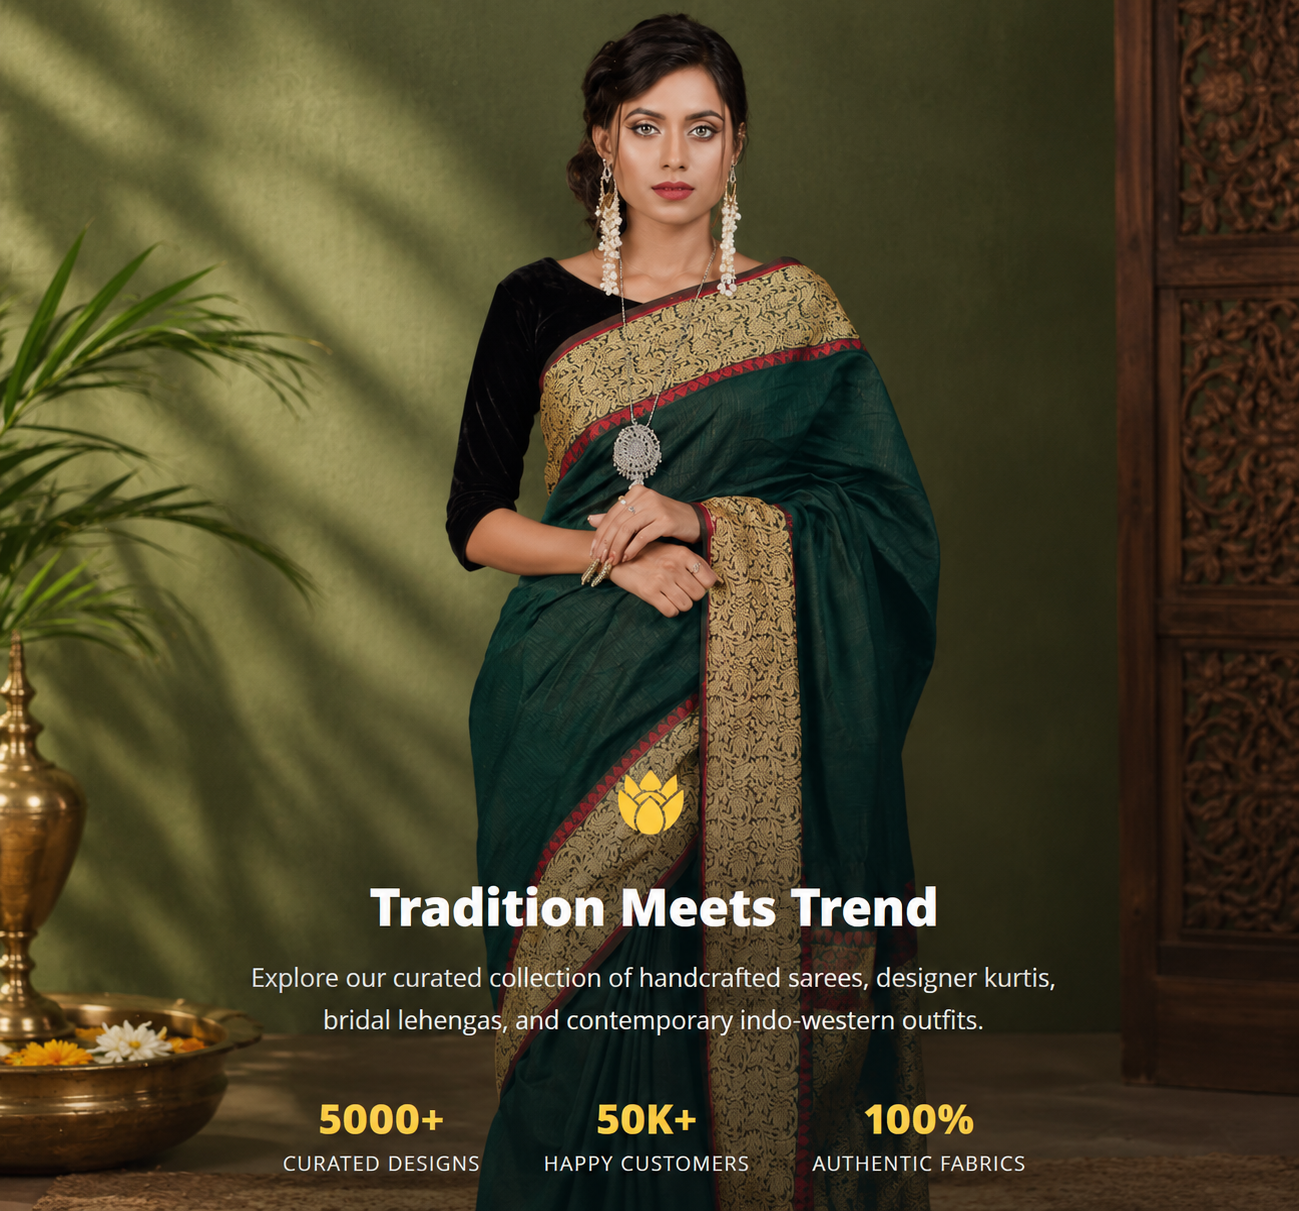 Tradition Meets Trend
Explore our curated collection of handcrafted sarees, designer kurtis,
bridal lehengas, and contemporary indo-western outfits.
5000+ 50K+ 100%
CURATED DESIGNS HAPPY CUSTOMERS AUTHENTIC FABRICS